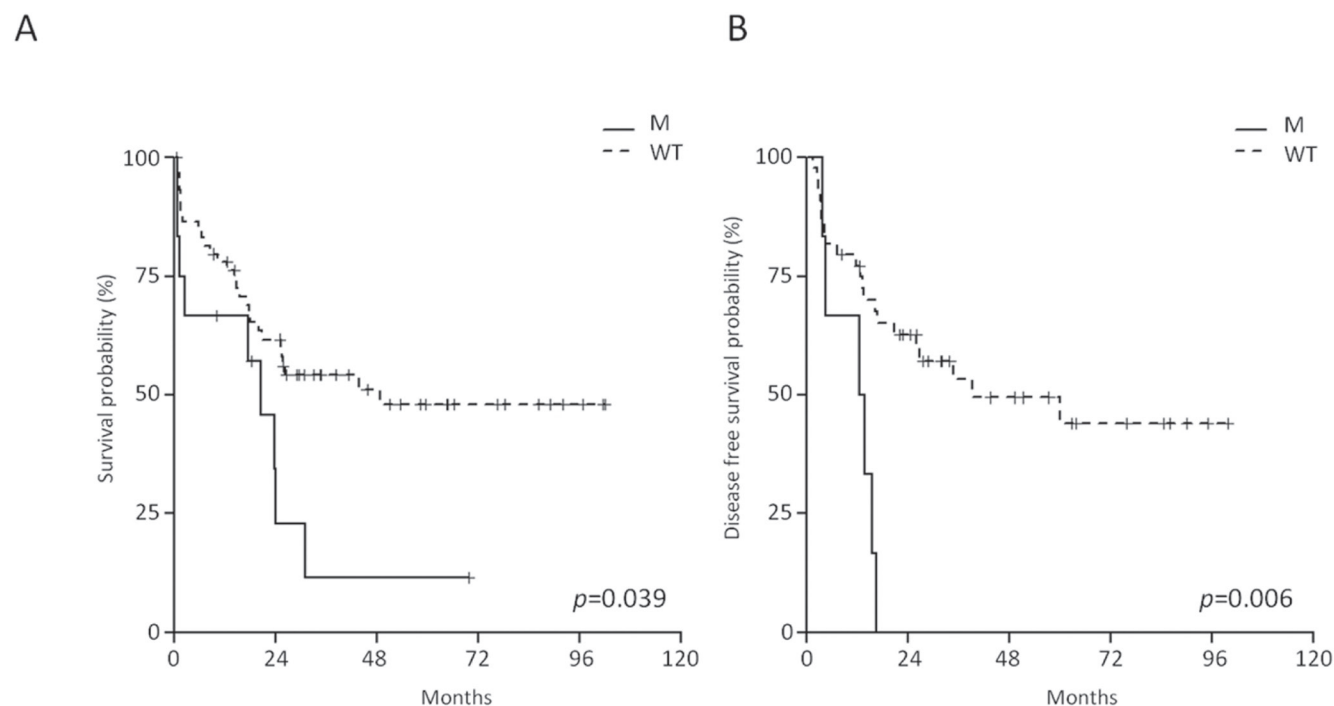 A
M
WT
100
75
50
25
0
Survival probability (%)
p=0.039
0 24 48 72 96 120
Months
B
M
WT
100
75
50
25
0
Disease free survival probability (%)
p=0.006
0 24 48 72 96 120
Months